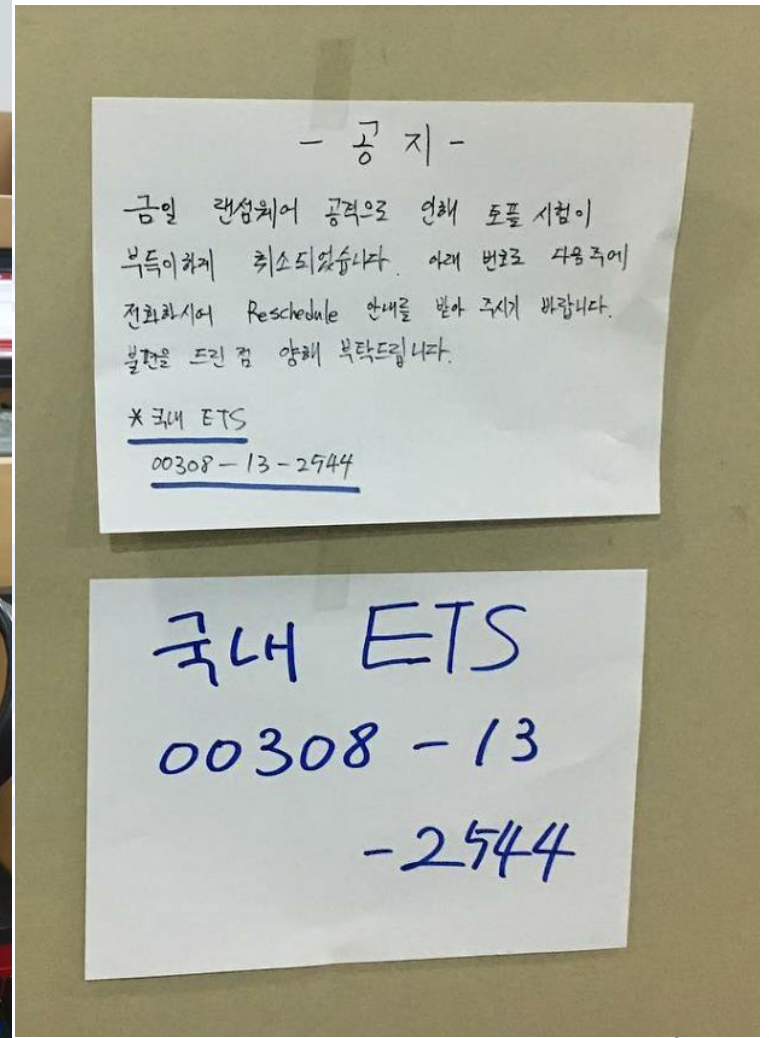 - 공지 -
금일 랜섬웨어 공격으로 인해 토플 시험이
부득이하게 취소되었습니다. 아래 번호로 다음주에
전화하시어 Reschedule 안내를 받아 주시기 바랍니다.
불편을 드린 점 양해 부탁드립니다.
* 국내 ETS
00308-13-2544
국내 ETS
00308-13
-2544